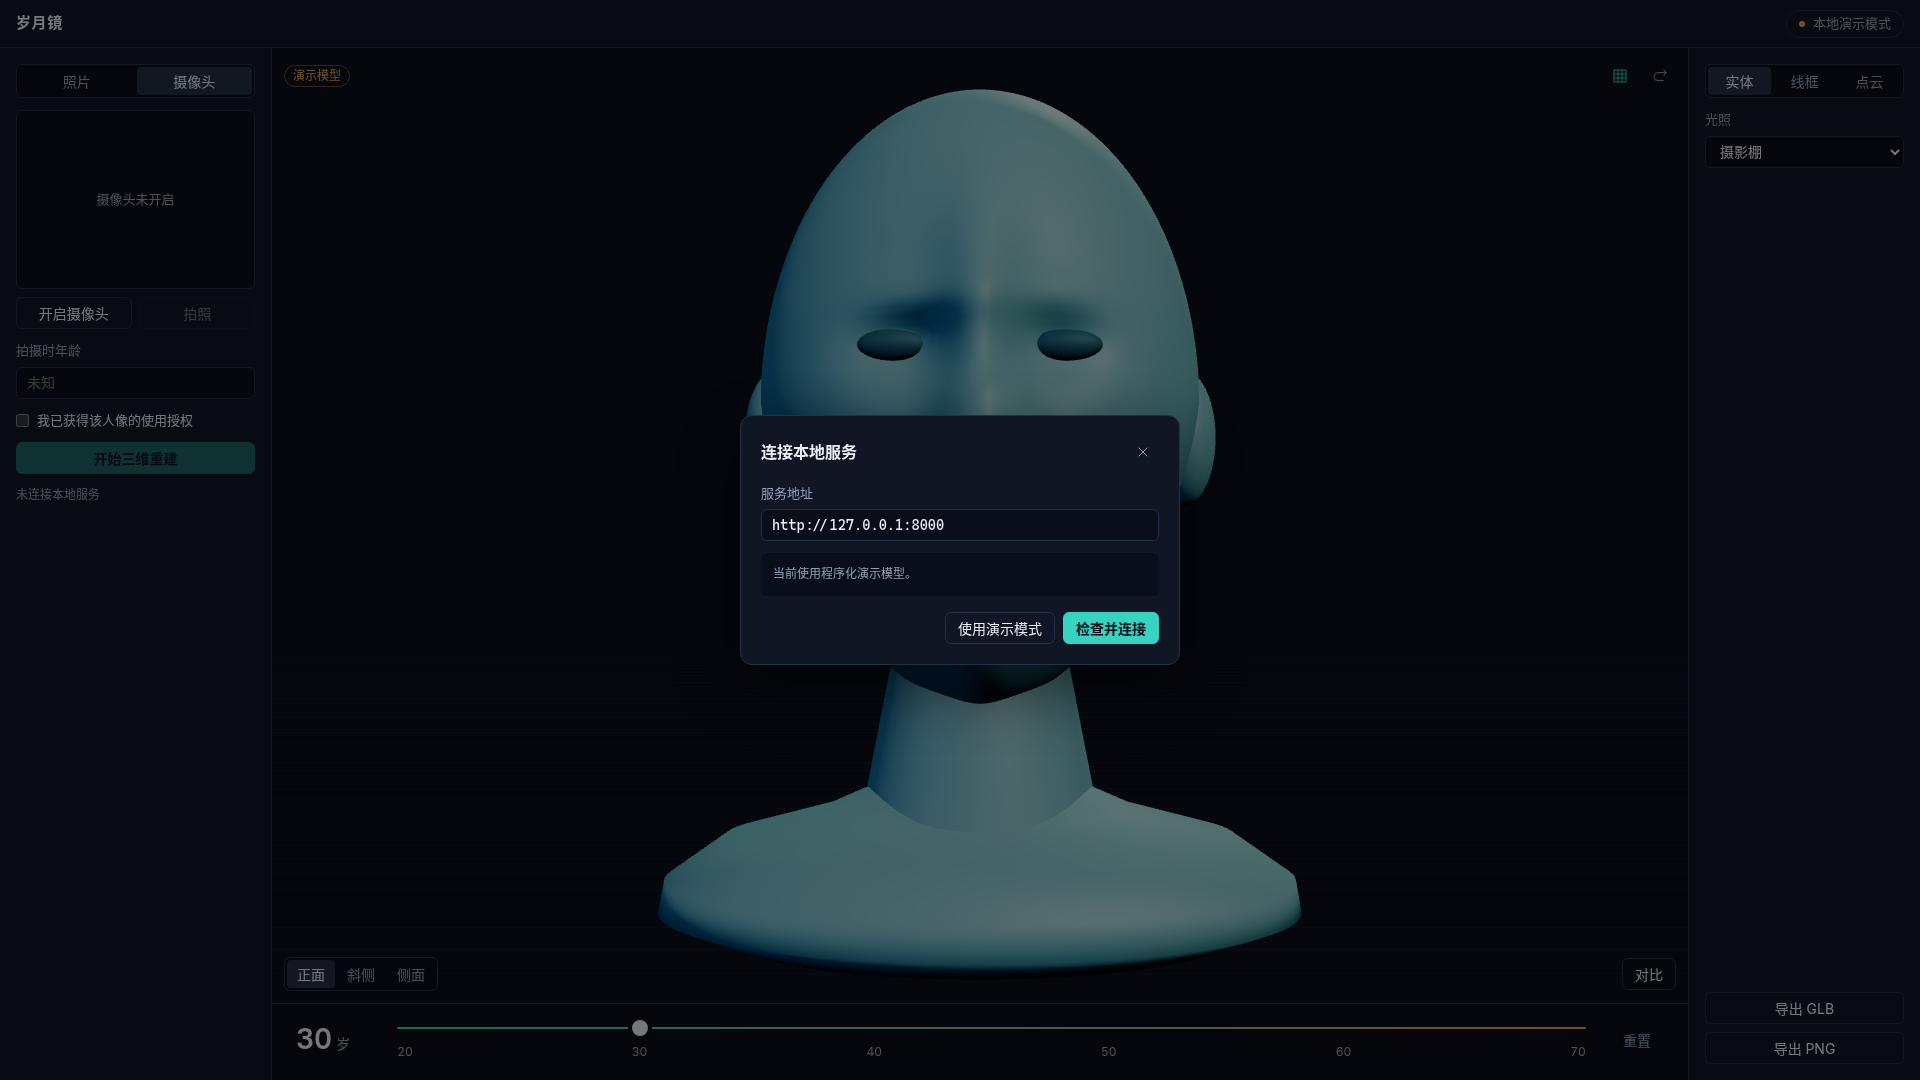 岁月镜
本地演示模式
照片 摄像头
摄像头未开启
开启摄像头 拍照
拍摄时年龄
未知
我已获得该人像的使用授权
开始三维重建
未连接本地服务
演示模型
连接本地服务
服务地址
http://127.0.0.1:8000
当前使用程序化演示模型。
使用演示模式 检查并连接
正面 斜侧 侧面
对比
30 岁
20 30 40 50 60 70
重置
实体 线框 点云
光照
摄影棚
导出 GLB
导出 PNG